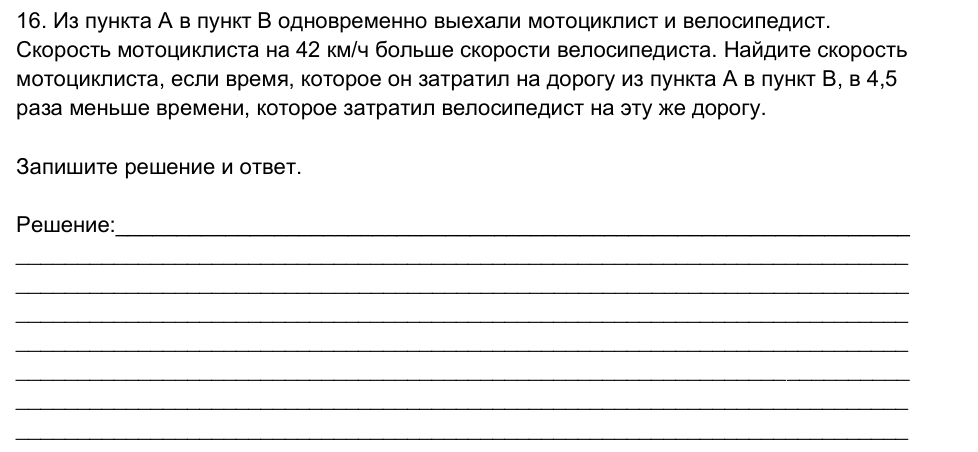 16. Из пункта А в пункт В одновременно выехали мотоциклист и велосипедист.
Скорость мотоциклиста на 42 км/ч больше скорости велосипедиста. Найдите скорость
мотоциклиста, если время, которое он затратил на дорогу из пункта А в пункт В, в 4,5
раза меньше времени, которое затратил велосипедист на эту же дорогу.
Запишите решение и ответ.
Решение: